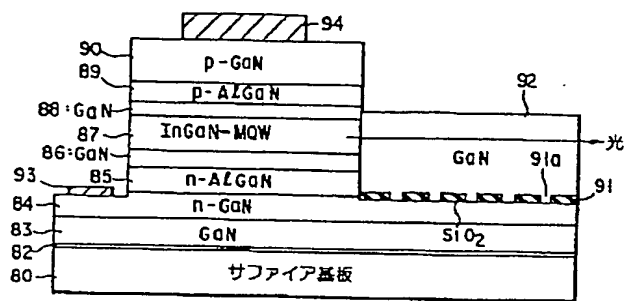 94
90
p-GaN
89
p-AlGaN
88:GaN
92
87
InGaN-MQW
光
86:GaN
GaN
91a
93
85
n-AlGaN
91
84
n-GaN
SiO2
83
GaN
82
80
サファイア基板